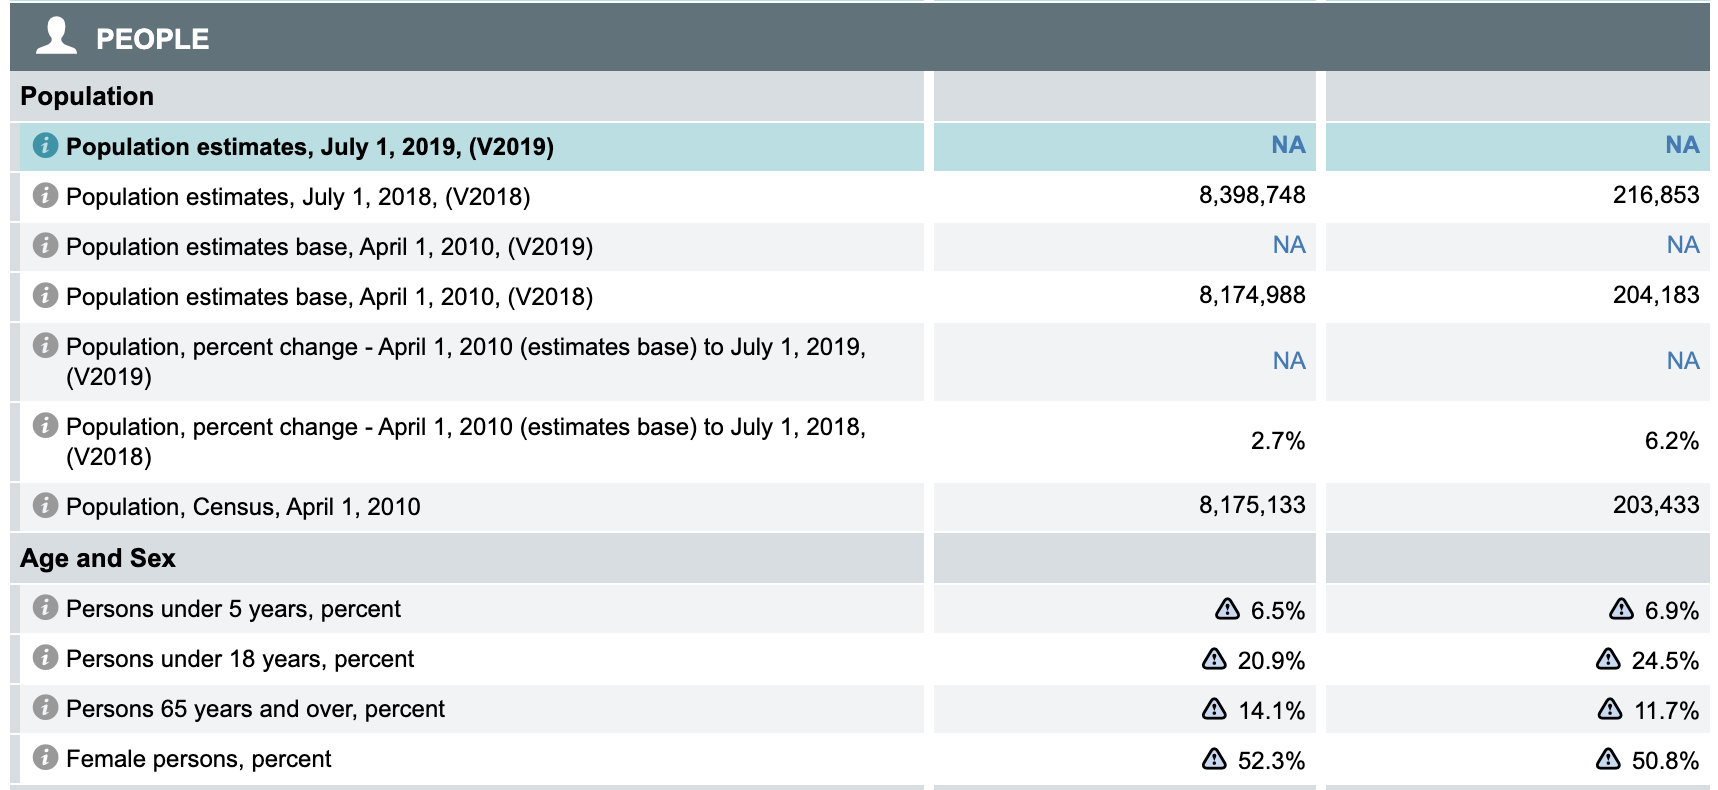 PEOPLE
Population
Population estimates, July 1, 2019, (V2019) NA NA
Population estimates, July 1, 2018, (V2018) 8,398,748 216,853
Population estimates base, April 1, 2010, (V2019) NA NA
Population estimates base, April 1, 2010, (V2018) 8,174,988 204,183
Population, percent change - April 1, 2010 (estimates base) to July 1, 2019,
(V2019) NA NA
Population, percent change - April 1, 2010 (estimates base) to July 1, 2018,
(V2018) 2.7% 6.2%
Population, Census, April 1, 2010 8,175,133 203,433
Age and Sex
Persons under 5 years, percent 6.5% 6.9%
Persons under 18 years, percent 20.9% 24.5%
Persons 65 years and over, percent 14.1% 11.7%
Female persons, percent 52.3% 50.8%